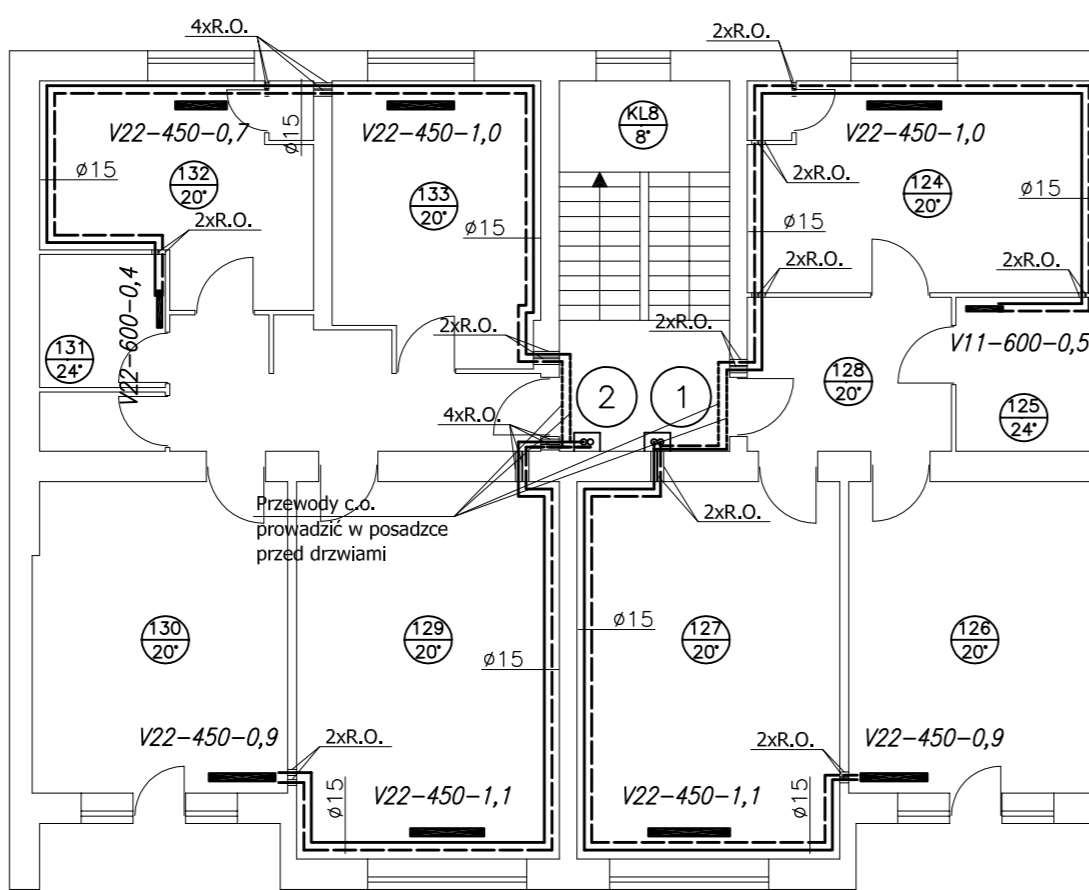 4xR.O.
2xR.O.
KL8
8°
V22-450-0,7
V22-450-1,0
V22-450-1,0
ø15
ø15
132
20°
133
20°
2xR.O.
124
20°
ø15
2xR.O.
ø15
ø15
2xR.O.
2xR.O.
V22-600-0,4
131
24°
2xR.O.
2xR.O.
V11-600-0,5
128
20°
2
1
125
24°
4xR.O.
Przewody c.o.
prowadzić w posadzce
przed drzwiami
2xR.O.
130
20°
129
20°
ø15
ø15
127
20°
126
20°
V22-450-0,9
2xR.O.
2xR.O.
V22-450-0,9
ø15
V22-450-1,1
V22-450-1,1
ø15